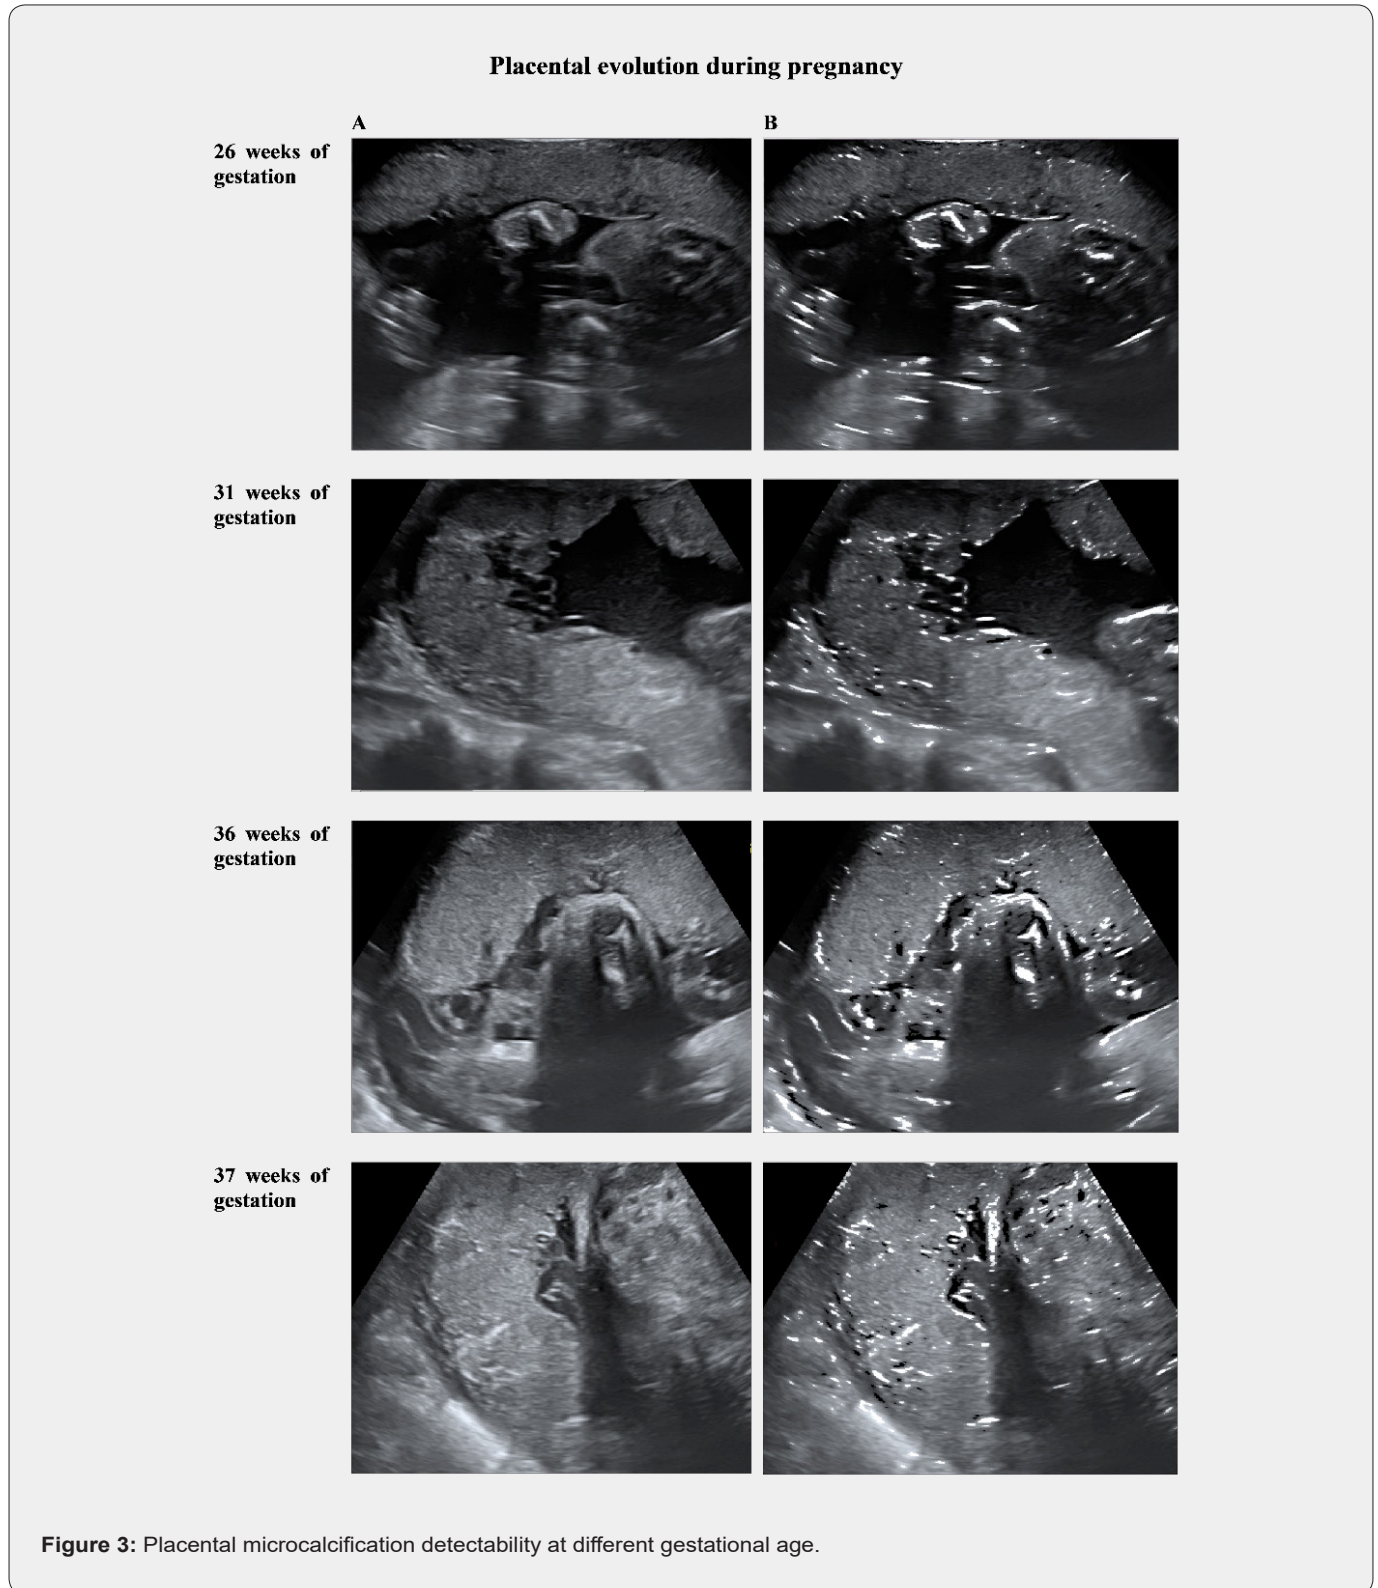 Placental evolution during pregnancy
A
B
26 weeks of
gestation
31 weeks of
gestation
36 weeks of
gestation
37 weeks of
gestation
Figure 3: Placental microcalcification detectability at different gestational age.